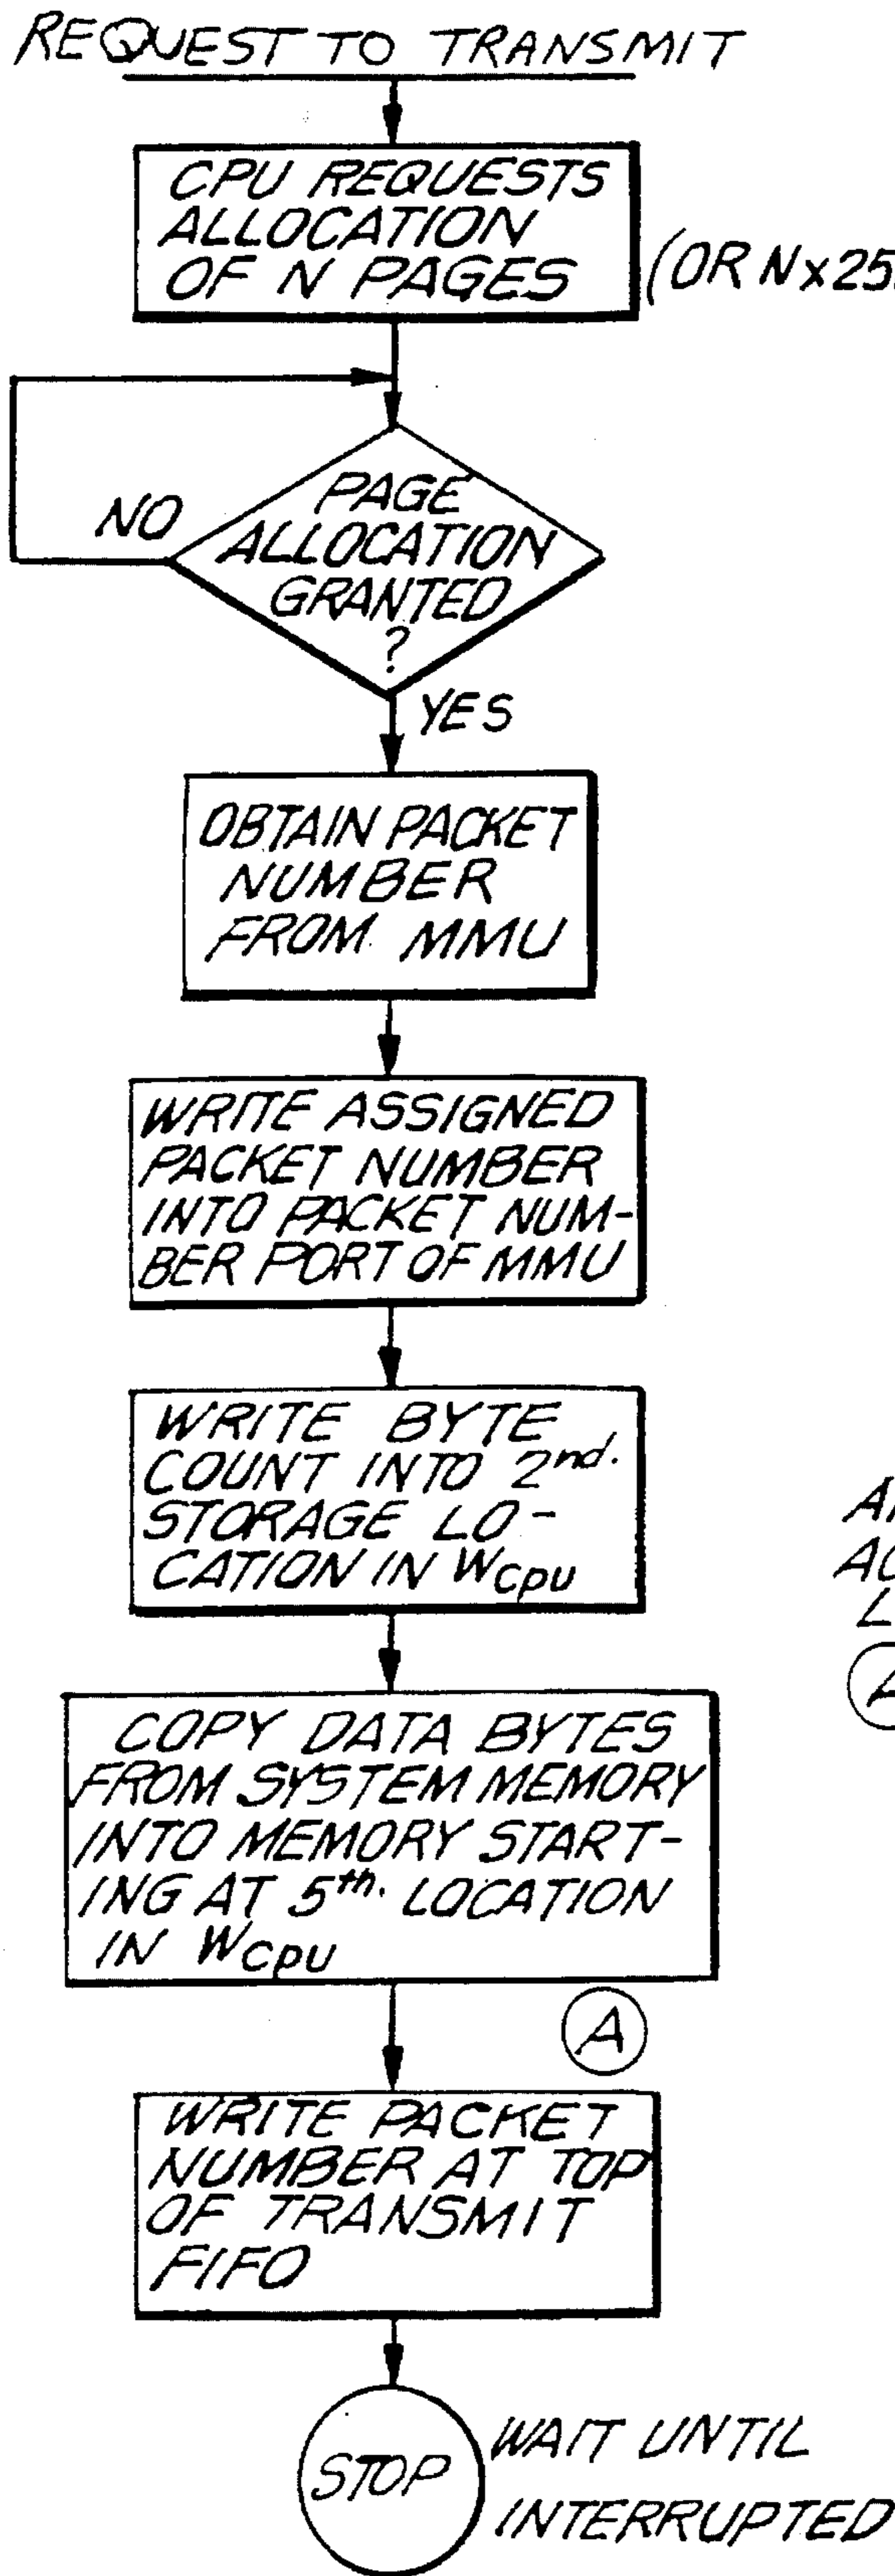 REQUEST TO TRANSMIT
CPU REQUESTS
ALLOCATION
OF N PAGES
(OR Nx25
NO
PAGE
ALLOCATION
GRANTED
?
YES
OBTAIN PACKET
NUMBER
FROM MMU
WRITE ASSIGNED
PACKET NUMBER
INTO PACKET NUM-
BER PORT OF MMU
WRITE BYTE
COUNT INTO 2nd.
STORAGE LO-
CATION IN Wcpu
COPY DATA BYTES
FROM SYSTEM MEMORY
INTO MEMORY START-
ING AT 5th. LOCATION
IN Wcpu
A
WRITE PACKET
NUMBER AT TOP
OF TRANSMIT
FIFO
STOP
WAIT UNTIL
INTERRUPTED